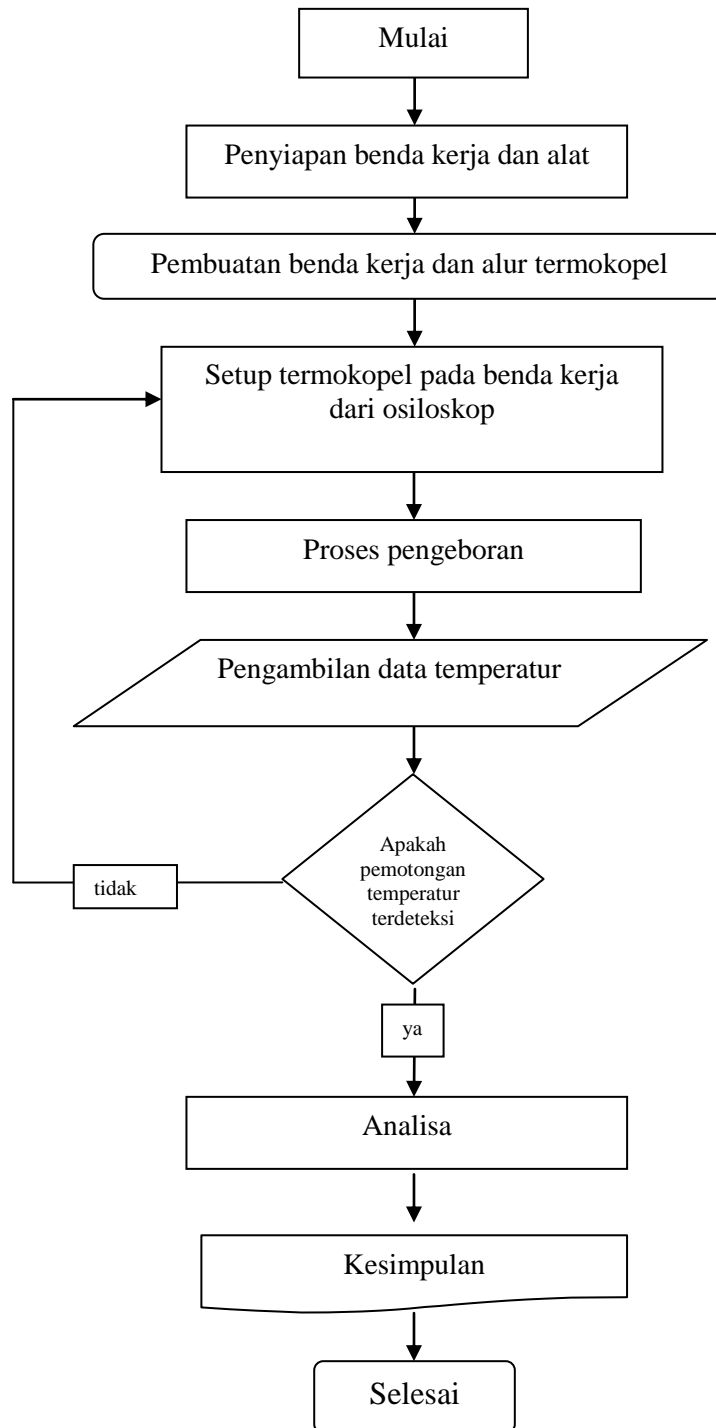 Mulai
Penyiapan benda kerja dan alat
Pembuatan benda kerja dan alur termokopel
Setup termokopel pada benda kerja
dari osiloskop
Proses pengeboran
Pengambilan data temperatur
Apakah
pemotongan
temperatur
terdeteksi
tidak
ya
Analisa
Kesimpulan
Selesai